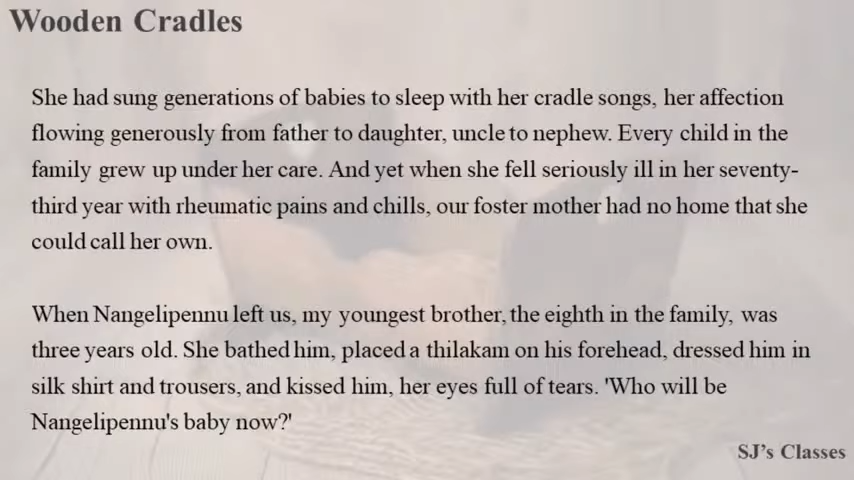 Wooden Cradles
She had sung generations of babies to sleep with her cradle songs, her affection
flowing generously from father to daughter, uncle to nephew. Every child in the
family grew up under her care. And yet when she fell seriously ill in her seventy-
third year with rheumatic pains and chills, our foster mother had no home that she
could call her own.
When Nangelipennu left us, my youngest brother, the eighth in the family, was
three years old. She bathed him, placed a thilakam on his forehead, dressed him in
silk shirt and trousers, and kissed him, her eyes full of tears. 'Who will be
Nangelipennu's baby now?'
SJ's Classes